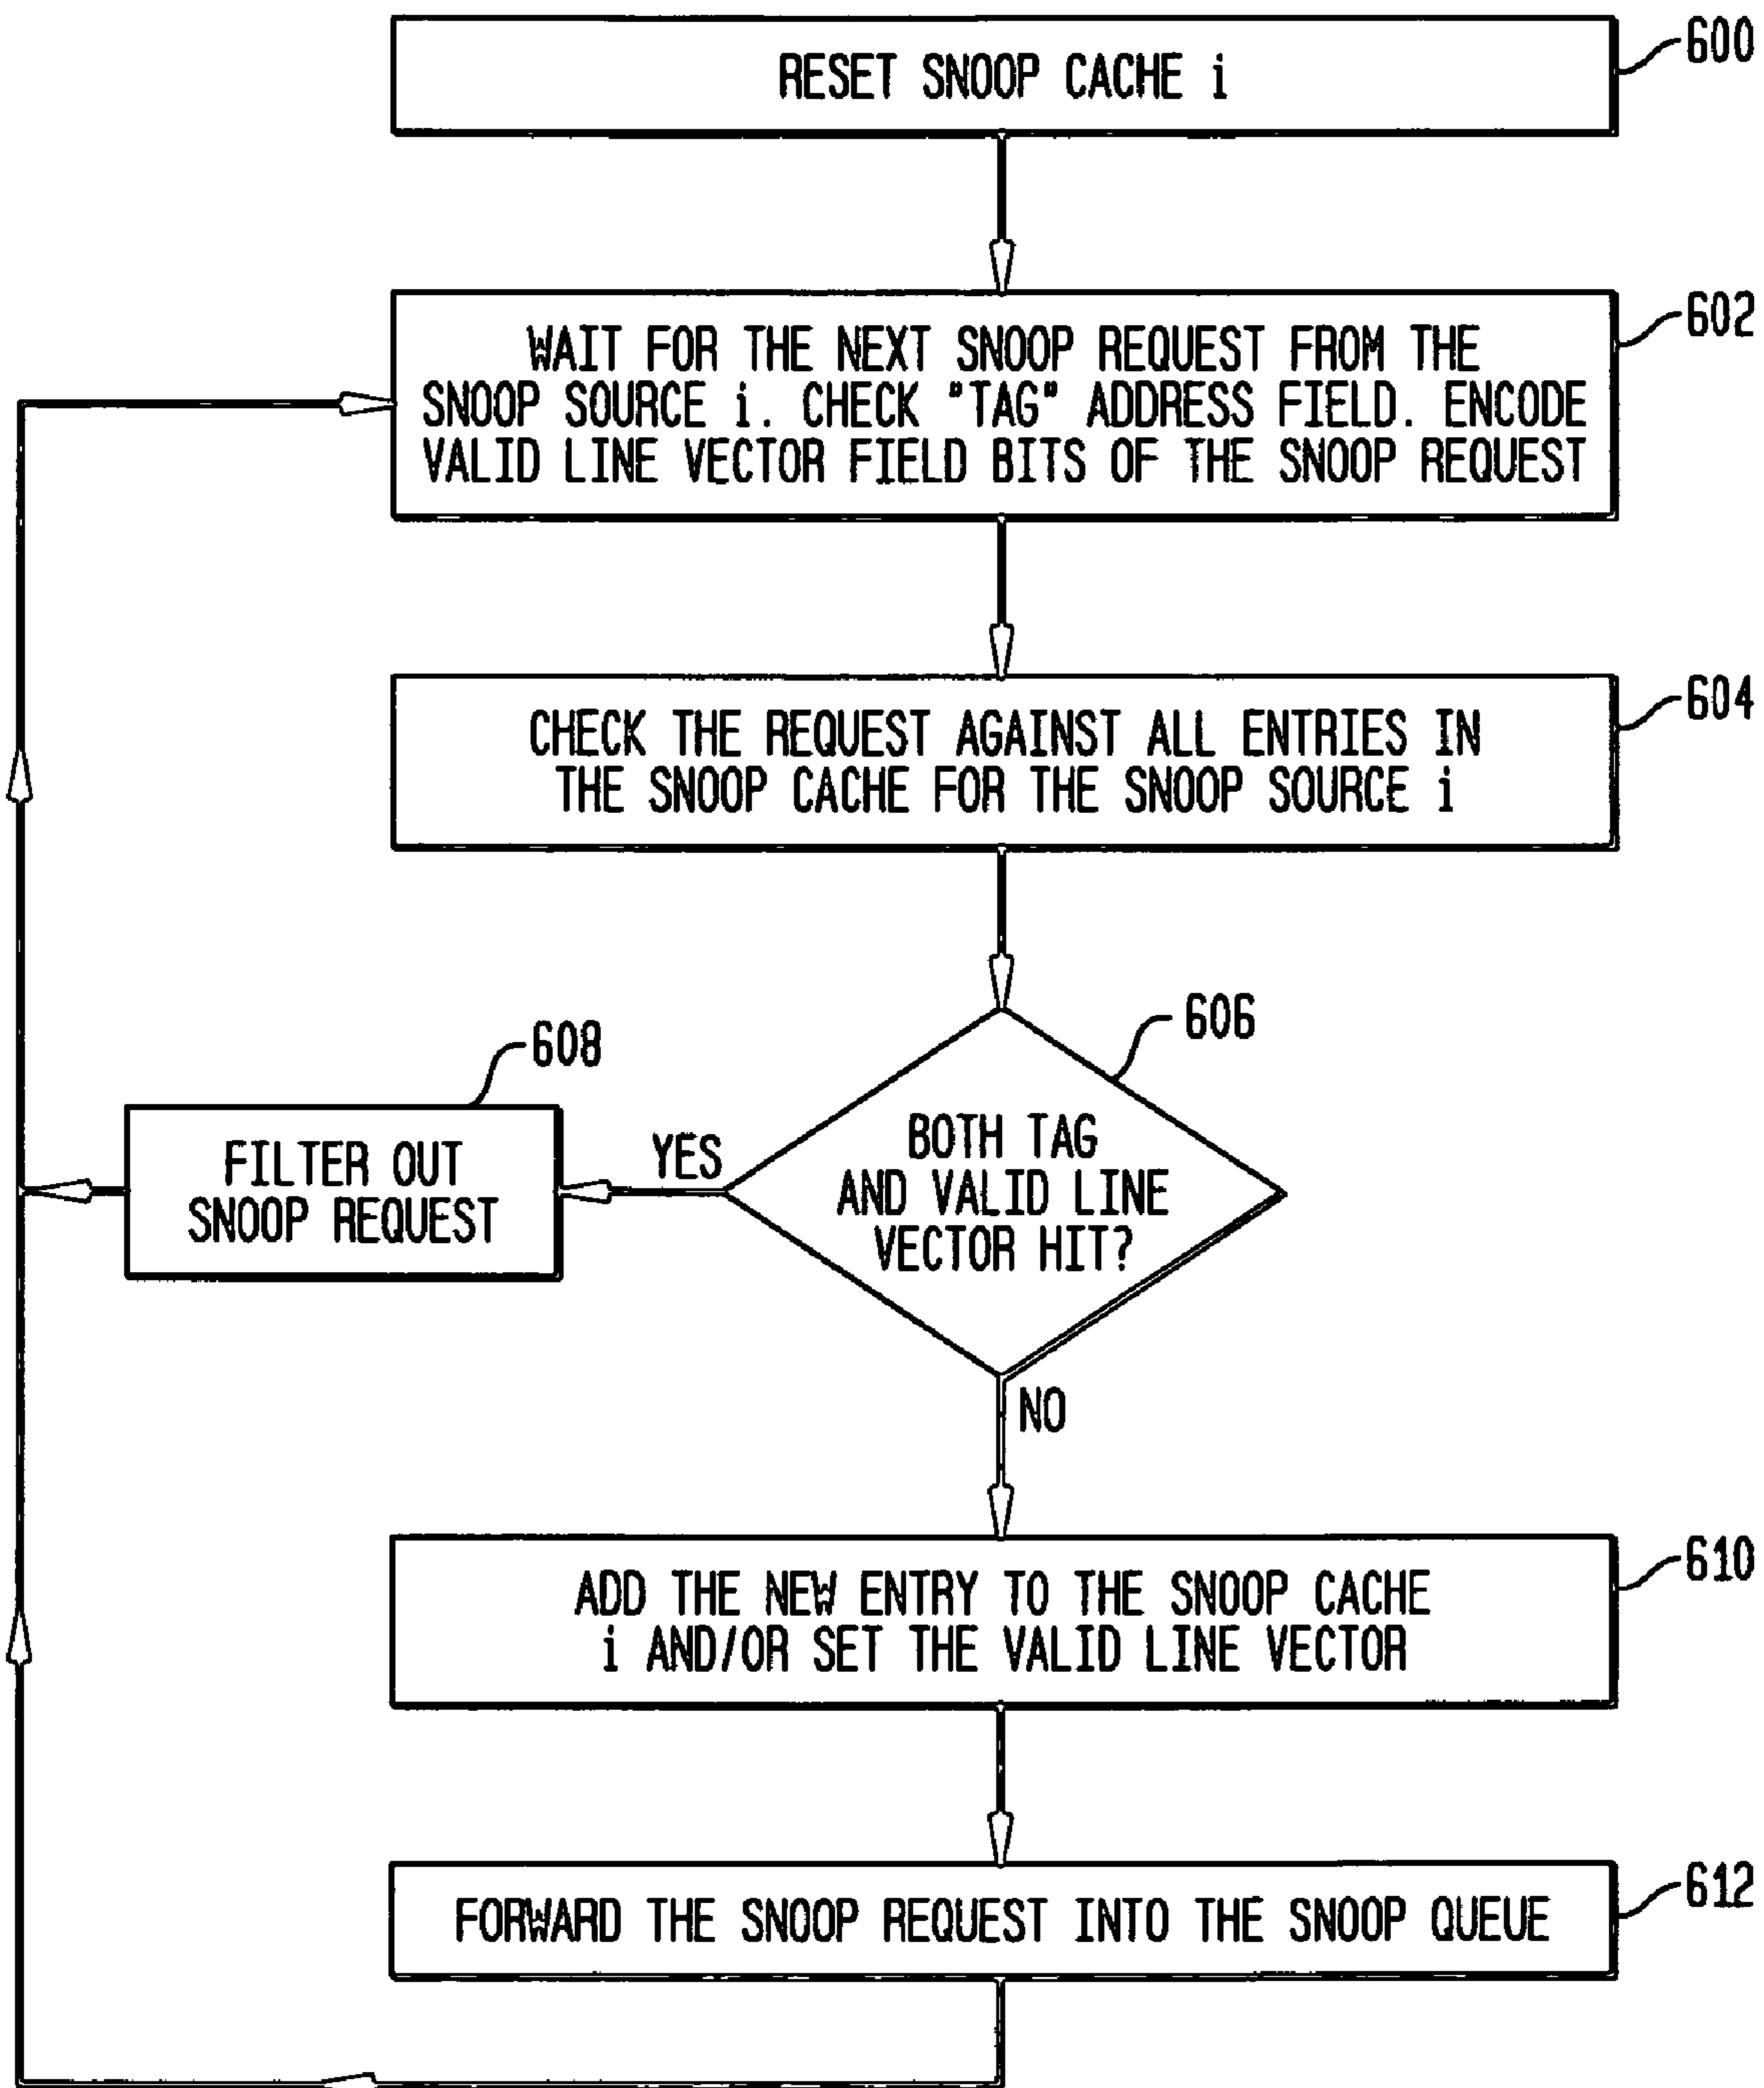 RESET SNOOP CACHE i
600
WAIT FOR THE NEXT SNOOP REQUEST FROM THE
SNOOP SOURCE i. CHECK "TAG" ADDRESS FIELD. ENCODE
VALID LINE VECTOR FIELD BITS OF THE SNOOP REQUEST
602
CHECK THE REQUEST AGAINST ALL ENTRIES IN
THE SNOOP CACHE FOR THE SNOOP SOURCE i
604
606
BOTH TAG
AND VALID LINE
VECTOR HIT?
YES
608
FILTER OUT
SNOOP REQUEST
NO
ADD THE NEW ENTRY TO THE SNOOP CACHE
i AND/OR SET THE VALID LINE VECTOR
610
FORWARD THE SNOOP REQUEST INTO THE SNOOP QUEUE
612